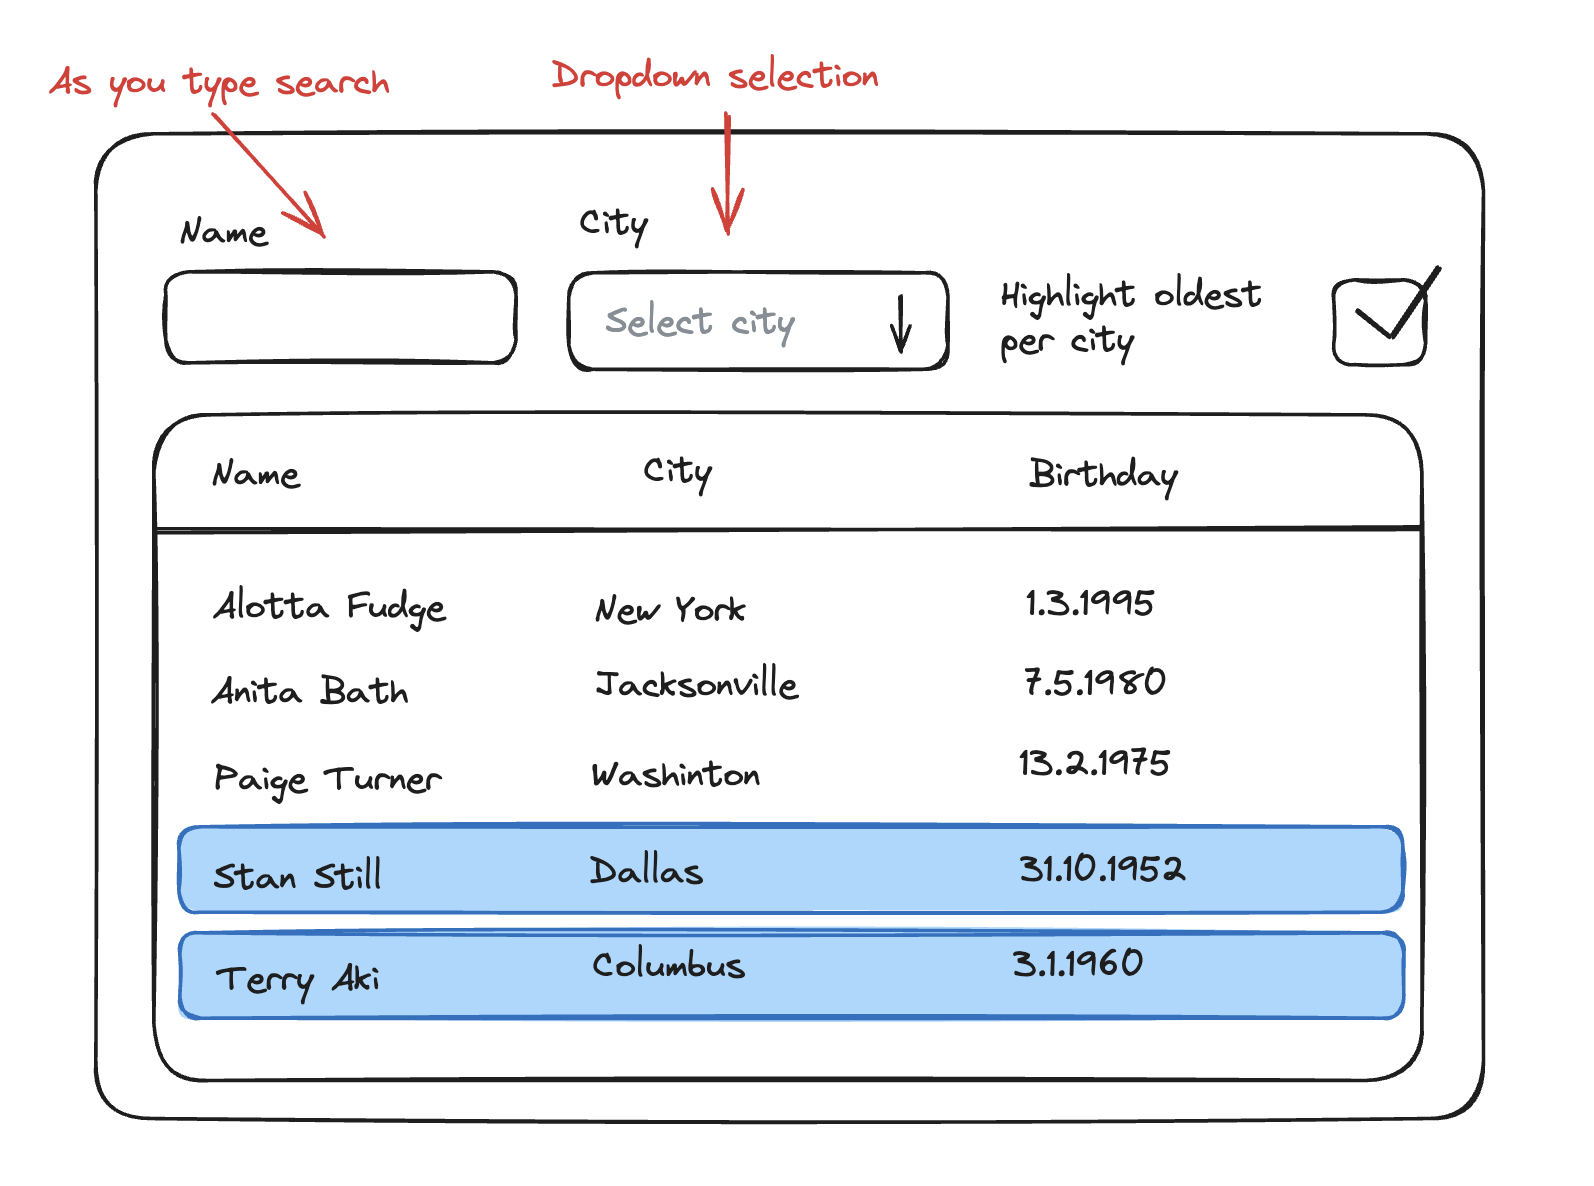 As you type search
Dropdown selection
Name
City
Select city
Highlight oldest
per city
Name City Birthday
Alotta Fudge New York 1.3.1995
Anita Bath Jacksonville 7.5.1980
Paige Turner Washinton 13.2.1975
Stan Still Dallas 31.10.1952
Terry Aki Columbus 3.1.1960